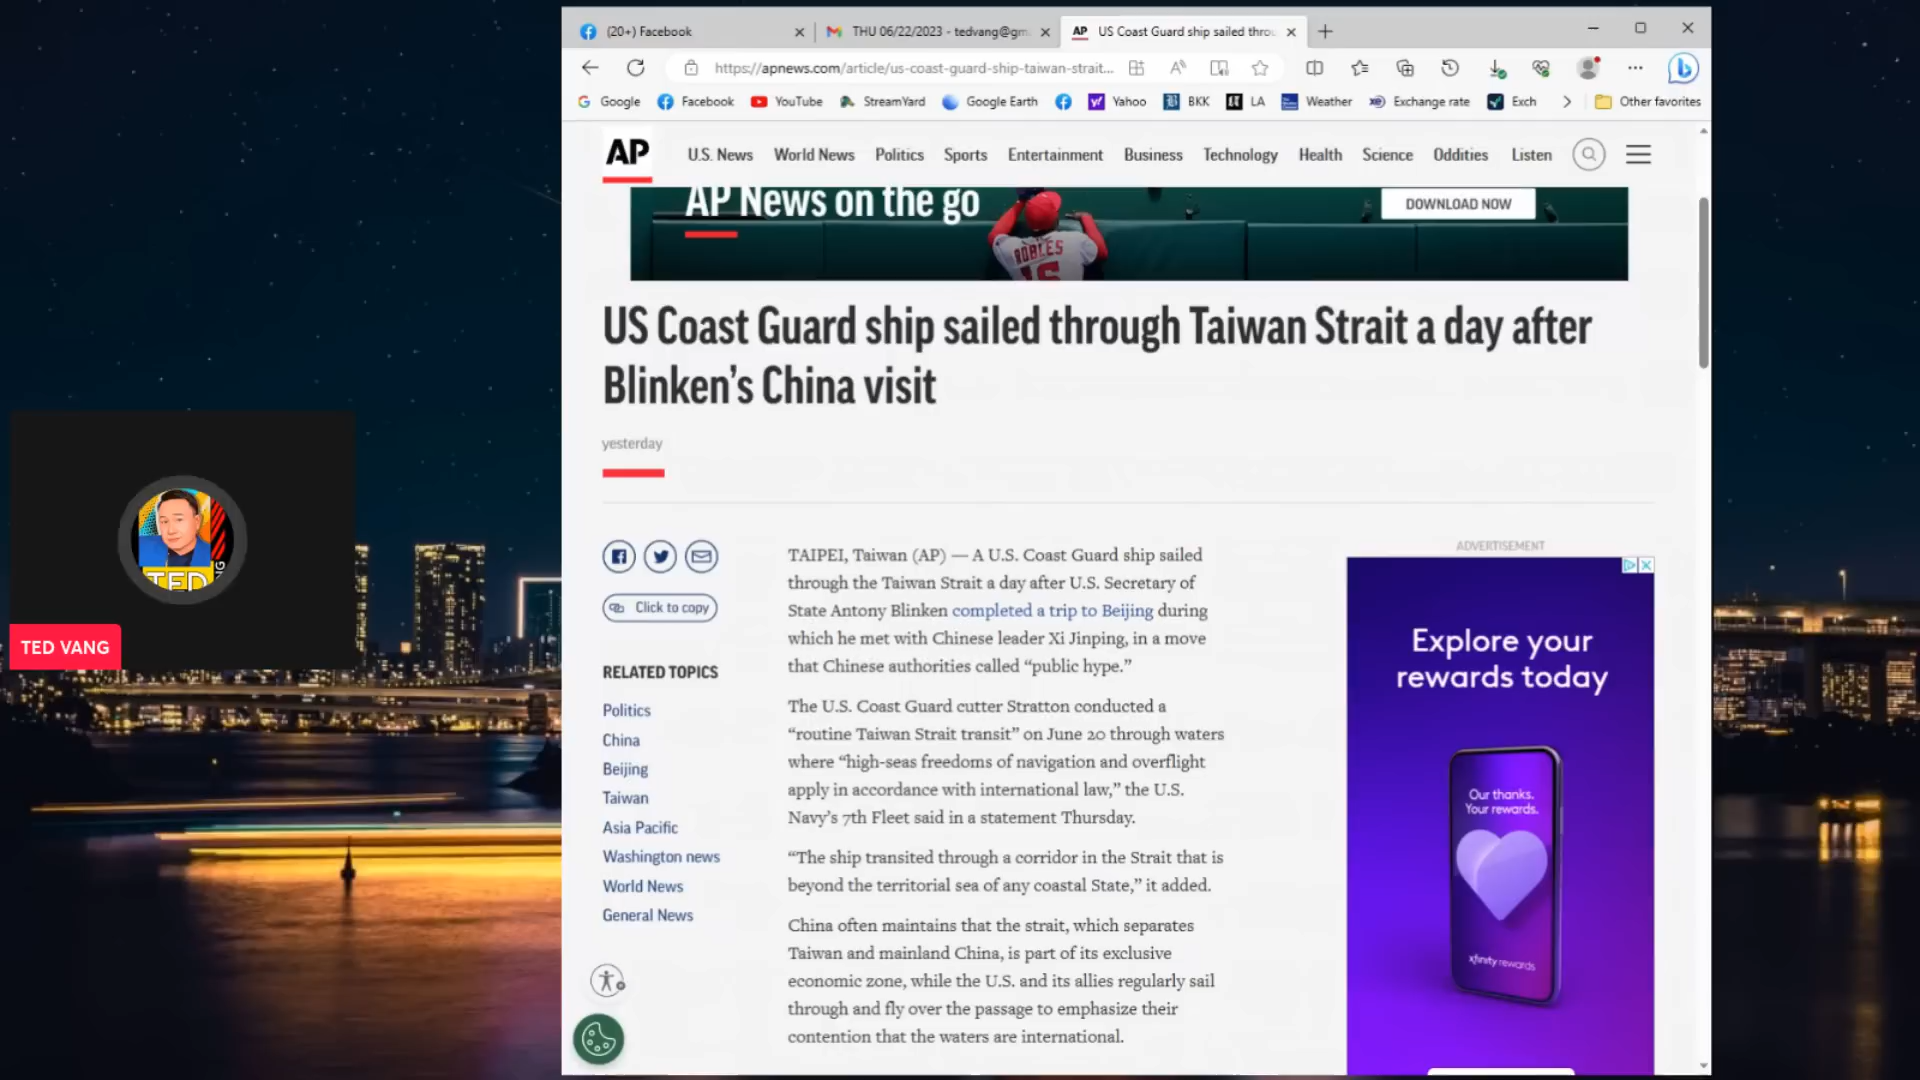 (20+) Facebook
THU 06/22/2023 - tedvang@gm
AP US Coast Guard ship sailed throu
https://apnews.com/article/us-coast-guard-ship-taiwan-strait...
Google Facebook YouTube StreamYard Google Earth Yahoo BKK LA Weather Exchange rate Exch Other favorites
AP
U.S. News World News Politics Sports Entertainment Business Technology Health Science Oddities Listen
AP News on the go
DOWNLOAD NOW
ROBLES
16
US Coast Guard ship sailed through Taiwan Strait a day after
Blinken’s China visit
yesterday
Click to copy
RELATED TOPICS
Politics
China
Beijing
Taiwan
Asia Pacific
Washington news
World News
General News
TAIPEI, Taiwan (AP) — A U.S. Coast Guard ship sailed
through the Taiwan Strait a day after U.S. Secretary of
State Antony Blinken completed a trip to Beijing during
which he met with Chinese leader Xi Jinping, in a move
that Chinese authorities called “public hype.”
The U.S. Coast Guard cutter Stratton conducted a
“routine Taiwan Strait transit” on June 20 through waters
where “high-seas freedoms of navigation and overflight
apply in accordance with international law,” the U.S.
Navy’s 7th Fleet said in a statement Thursday.
“The ship transited through a corridor in the Strait that is
beyond the territorial sea of any coastal State,” it added.
China often maintains that the strait, which separates
Taiwan and mainland China, is part of its exclusive
economic zone, while the U.S. and its allies regularly sail
through and fly over the passage to emphasize their
contention that the waters are international.
ADVERTISEMENT
Explore your
rewards today
Our thanks.
Your rewards.
xfinity rewards
TED
TED VANG